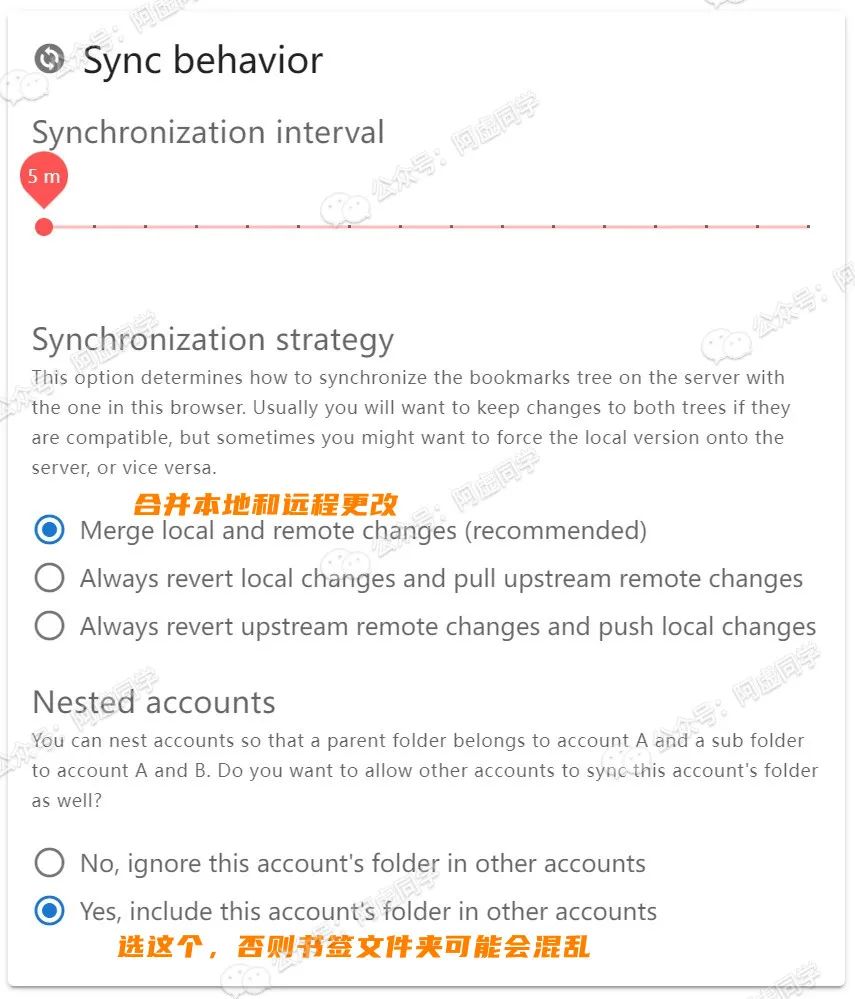 Sync behavior
Synchronization interval
5 m
Synchronization strategy
This option determines how to synchronize the bookmarks tree on the server with
the one in this browser. Usually you will want to keep changes to both trees if they
are compatible, but sometimes you might want to force the local version onto the
server, or vice versa.
合并本地和远程更改
Merge local and remote changes (recommended)
Always revert local changes and pull upstream remote changes
Always revert upstream remote changes and push local changes
Nested accounts
You can nest accounts so that a parent folder belongs to account A and a sub folder
to account A and B. Do you want to allow other accounts to sync this account's folder
as well?
No, ignore this account's folder in other accounts
Yes, include this account's folder in other accounts
选这个，否则书签文件夹可能会混乱
公众号：阿虚同学